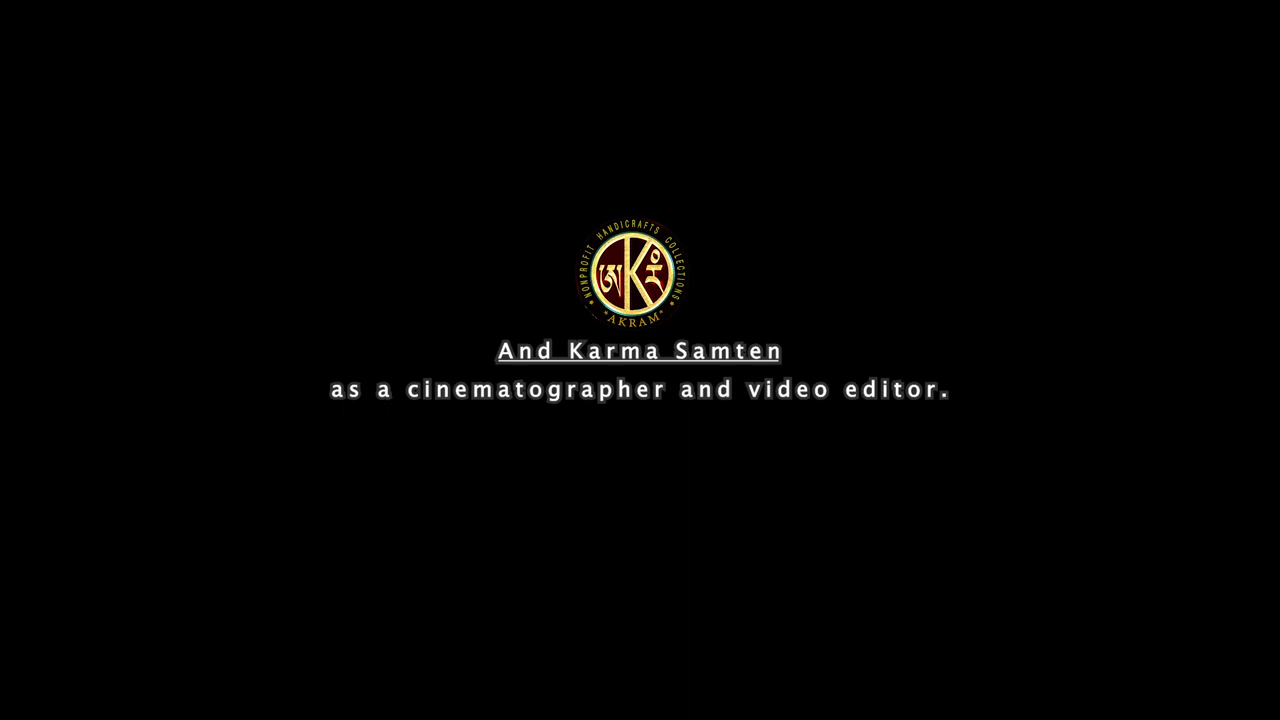 NONPROFIT HANDICRAFTS COLLECTIONS
ཨ K རཾ
*AKRAM*
And Karma Samten
as a cinematographer and video editor.